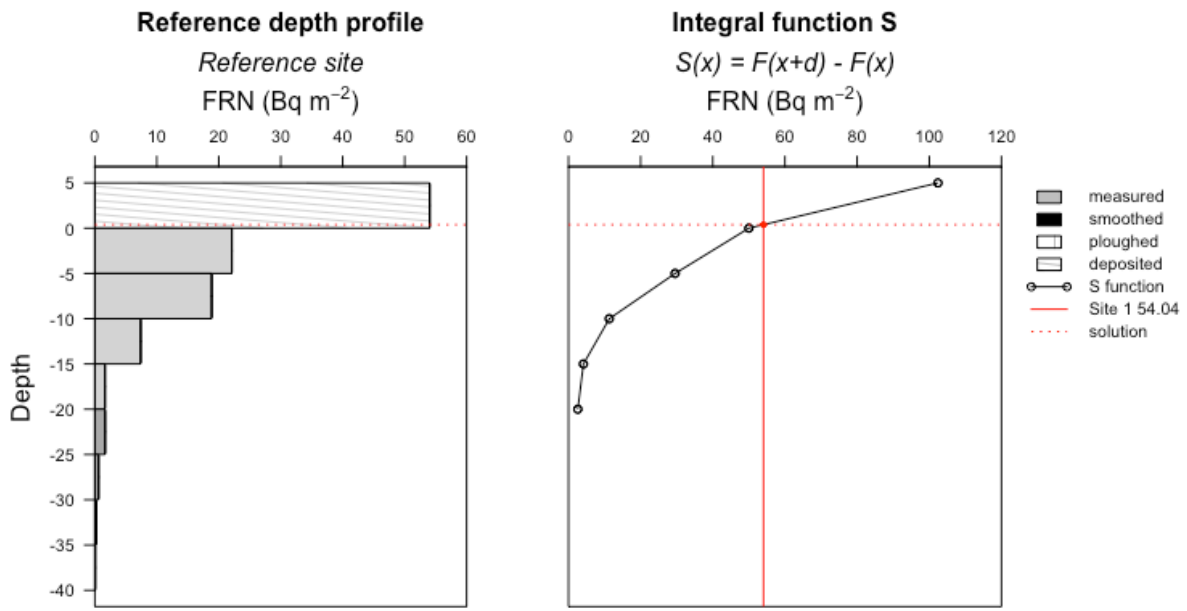 Reference depth profile
Reference site
FRN (Bq m−2)
0 10 20 30 40 50 60
5
0
-5
-10
-15
-20
-25
-30
-35
-40
Depth
Integral function S
S(x) = F(x+d) - F(x)
FRN (Bq m−2)
0 20 40 60 80 100 120
measured
smoothed
ploughed
deposited
S function
Site 1 54.04
solution